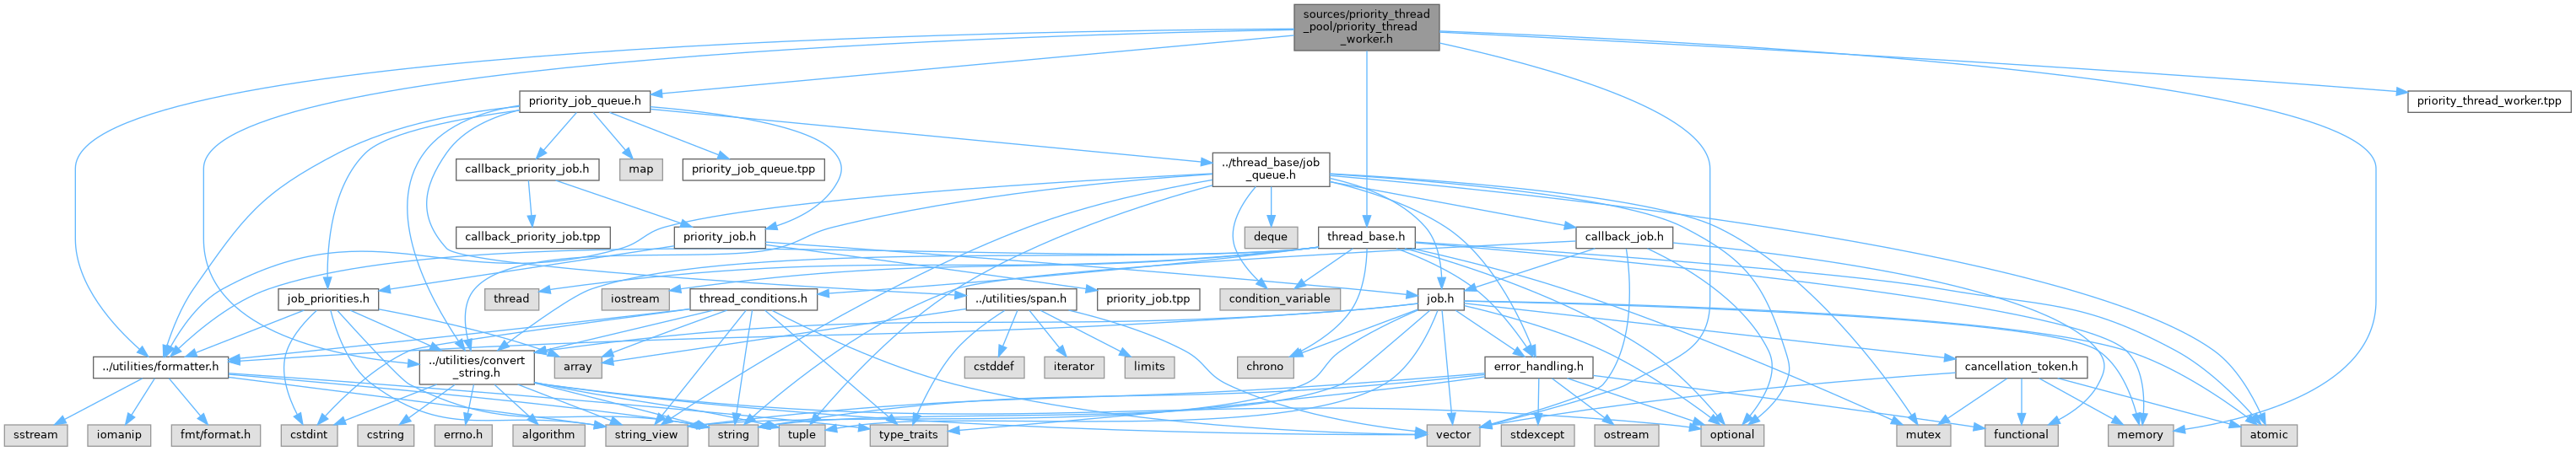 sources/priority_thread
_pool/priority_thread
_worker.h
priority_job_queue.h
priority_thread_worker.tpp
callback_priority_job.h
map
priority_job_queue.tpp
../thread_base/job
_queue.h
callback_priority_job.tpp
priority_job.h
deque
thread_base.h
callback_job.h
job_priorities.h
thread
iostream
thread_conditions.h
../utilities/span.h
priority_job.tpp
condition_variable
job.h
../utilities/formatter.h
../utilities/convert
_string.h
array
cstddef
iterator
limits
chrono
error_handling.h
cancellation_token.h
sstream
iomanip
fmt/format.h
cstdint
cstring
errno.h
algorithm
string_view
string
tuple
type_traits
vector
stdexcept
ostream
optional
mutex
functional
memory
atomic